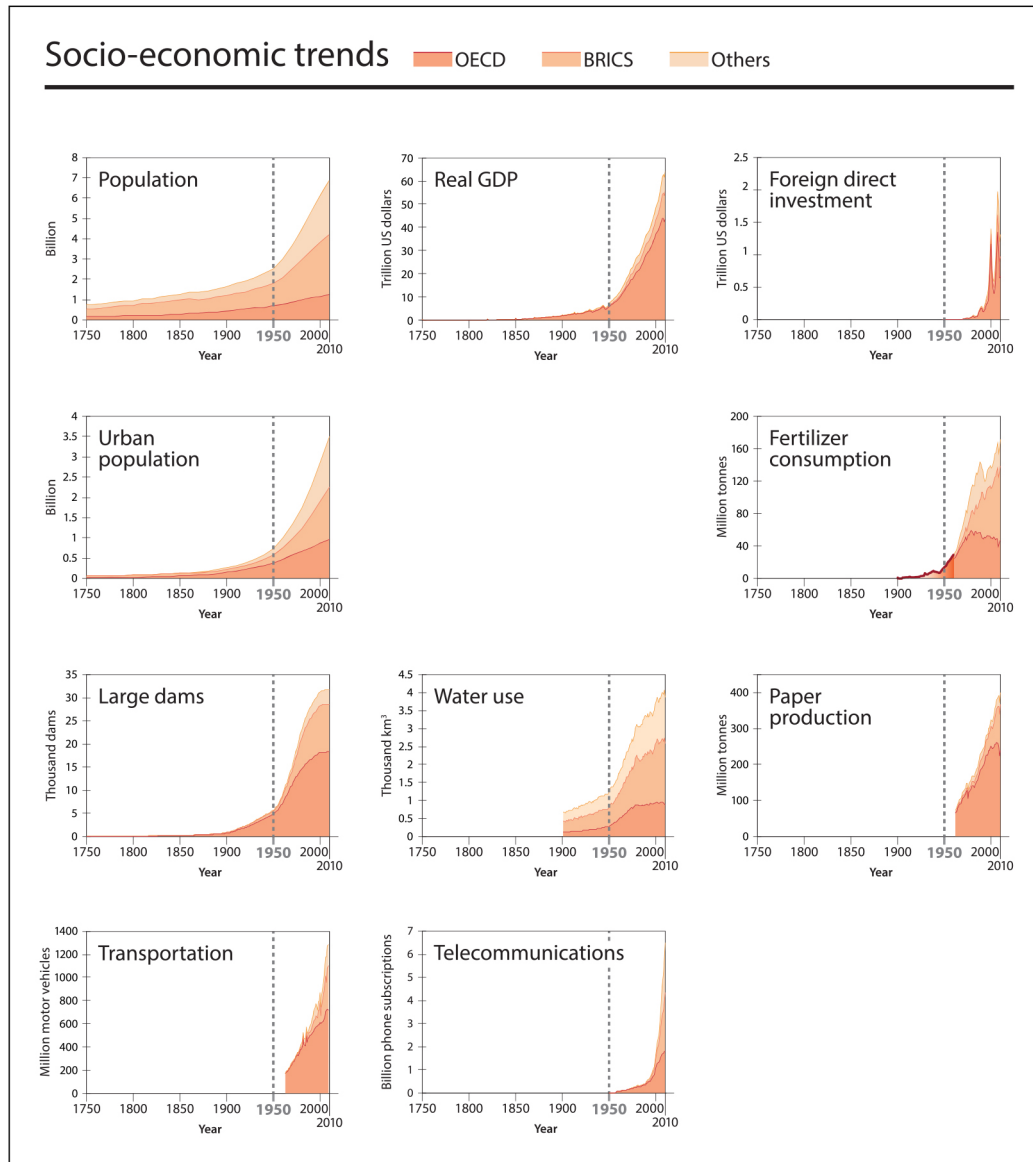 Socio-economic trends OECD BRICS Others
Population
Billion
8
7
6
5
4
3
2
1
0
1750 1800 1850 1900 1950 2000 2010
Year
Real GDP
Trillion US dollars
70
60
50
40
30
20
10
0
1750 1800 1850 1900 1950 2000 2010
Year
Foreign direct
investment
Trillion US dollars
2.5
2
1.5
1
0.5
0
1750 1800 1850 1900 1950 2000 2010
Year
Urban
population
Billion
4
3.5
3
2.5
2
1.5
1
0.5
0
1750 1800 1850 1900 1950 2000 2010
Year
Fertilizer
consumption
Million tonnes
200
160
120
80
40
0
1750 1800 1850 1900 1950 2000 2010
Year
Large dams
Thousand dams
35
30
25
20
15
10
5
0
1750 1800 1850 1900 1950 2000 2010
Year
Water use
Thousand km³
4.5
4
3.5
3
2.5
2
1.5
1
0.5
0
1750 1800 1850 1900 1950 2000 2010
Year
Paper
production
Million tonnes
400
300
200
100
0
1750 1800 1850 1900 1950 2000 2010
Year
Transportation
Million motor vehicles
1400
1200
1000
800
600
400
200
0
1750 1800 1850 1900 1950 2000 2010
Year
Telecommunications
Billion phone subscriptions
7
6
5
4
3
2
1
0
1750 1800 1850 1900 1950 2000 2010
Year